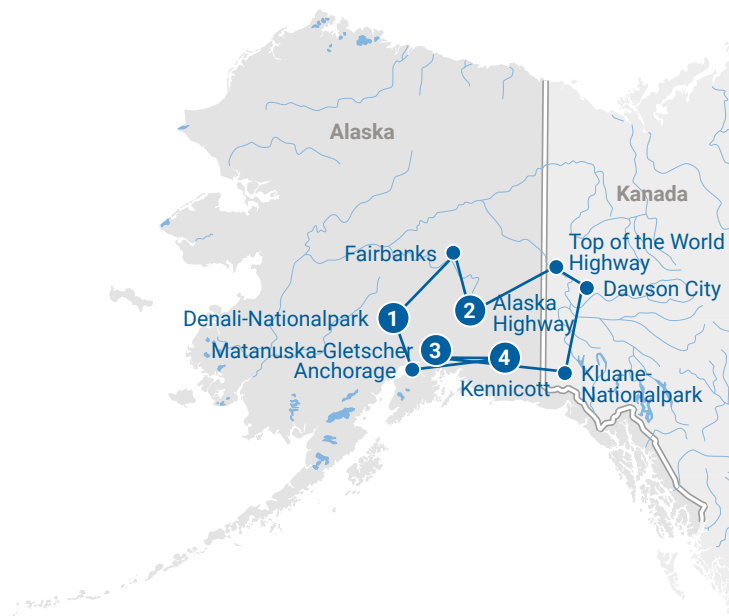 Alaska
Kanada
Top of the World
Highway
Fairbanks
Dawson City
2
Alaska
Highway
1
Denali-Nationalpark
3
Matanuska-Gletscher
4
Anchorage
Kennicott
Kluane-
Nationalpark